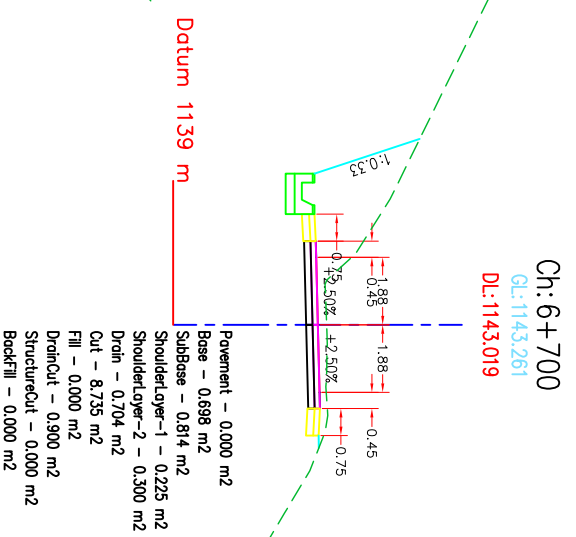 Ch:6+700
GL:1143.261
DL:1143.019
1:0.33
0.75
0.45
1.88
1.88
0.45
0.75
+2.50%
+2.50%
Datum 1139 m
Pavement - 0.000 m2
Base - 0.698 m2
SubBase - 0.814 m2
ShoulderLayer-1 - 0.225 m2
ShoulderLayer-2 - 0.300 m2
Drain - 0.704 m2
Cut - 8.735 m2
Fill - 0.000 m2
DrainCut - 0.900 m2
StructureCut - 0.000 m2
BackFill - 0.000 m2